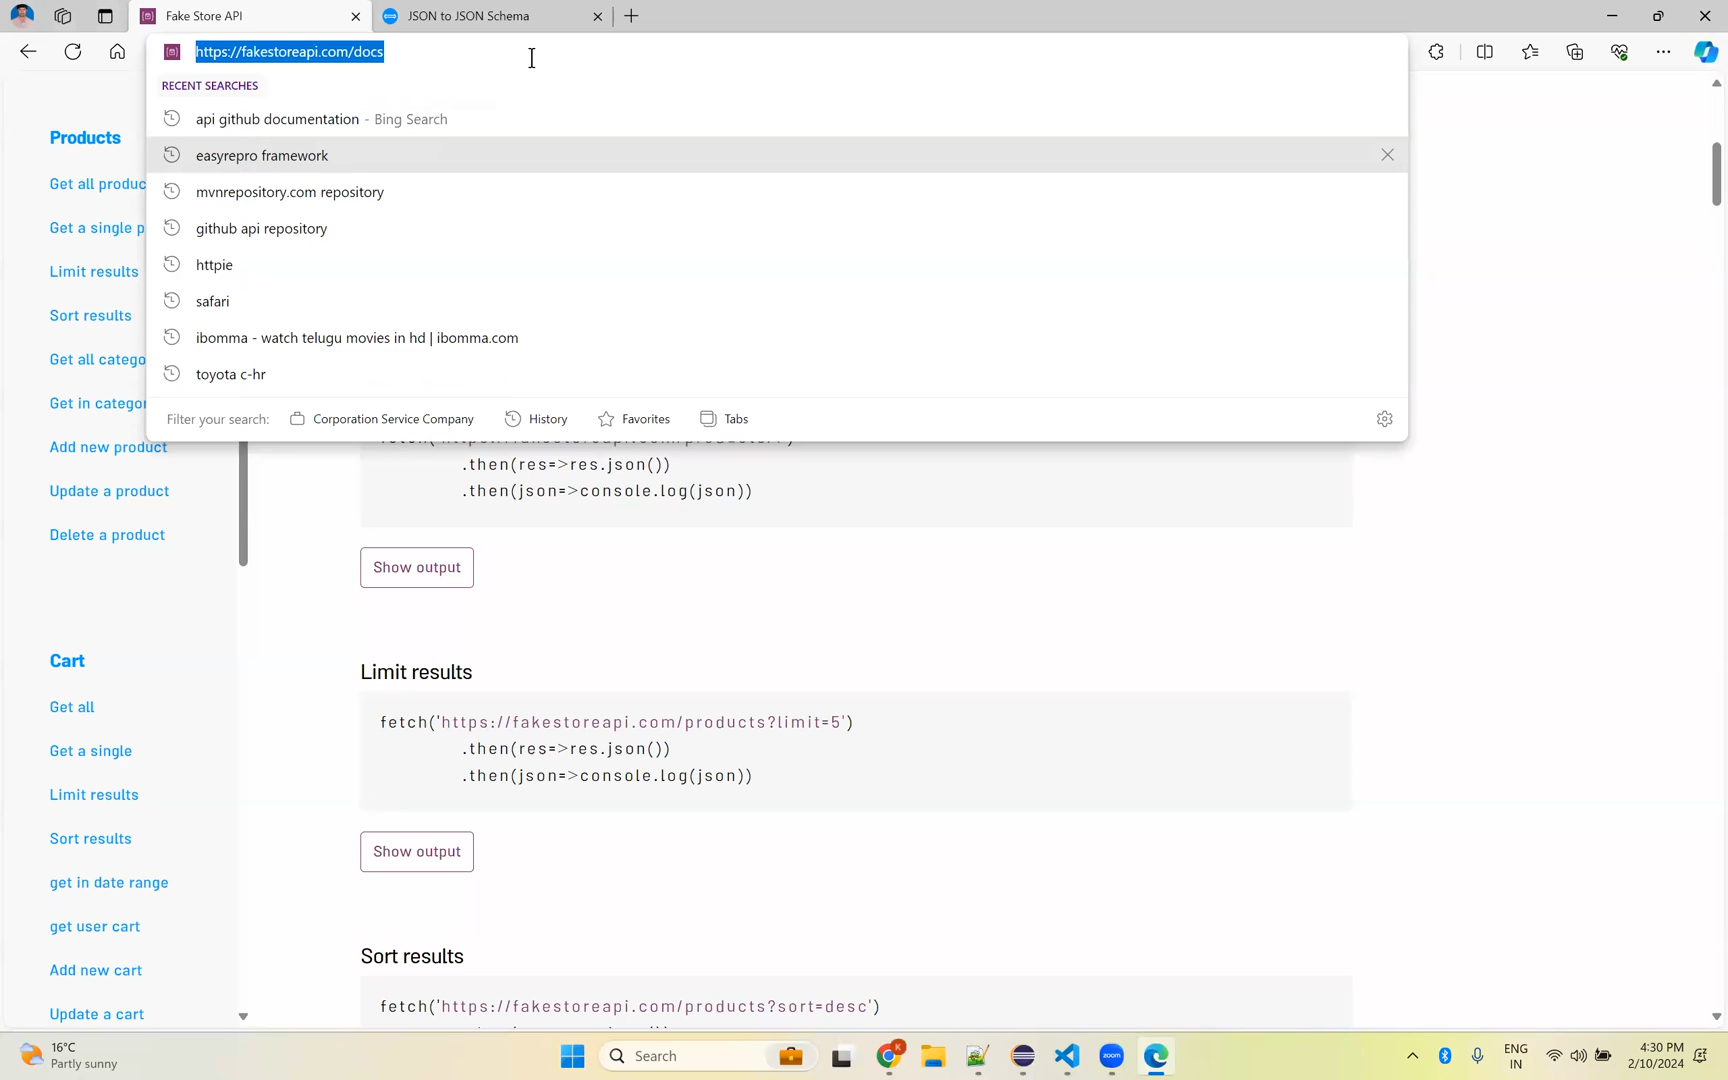 Fake Store API
JSON to JSON Schema
https://fakestoreapi.com/docs
RECENT SEARCHES
api github documentation - Bing Search
easyrepro framework
mvnrepository.com repository
github api repository
httpie
safari
ibomma - watch telugu movies in hd | ibomma.com
toyota c-hr
Filter your search:
Corporation Service Company
History
Favorites
Tabs
Products
Get all produc
Get a single p
Limit results
Sort results
Get all catego
Get in categor
Add new product
Update a product
Delete a product
Cart
Get all
Get a single
Limit results
Sort results
get in date range
get user cart
Add new cart
Update a cart
.then(res=>res.json())
.then(json=>console.log(json))
Show output
Limit results
fetch('https://fakestoreapi.com/products?limit=5')
.then(res=>res.json())
.then(json=>console.log(json))
Show output
Sort results
fetch('https://fakestoreapi.com/products?sort=desc')
16°C
Partly sunny
Search
K
zoom
ENG
IN
4:30 PM
2/10/2024